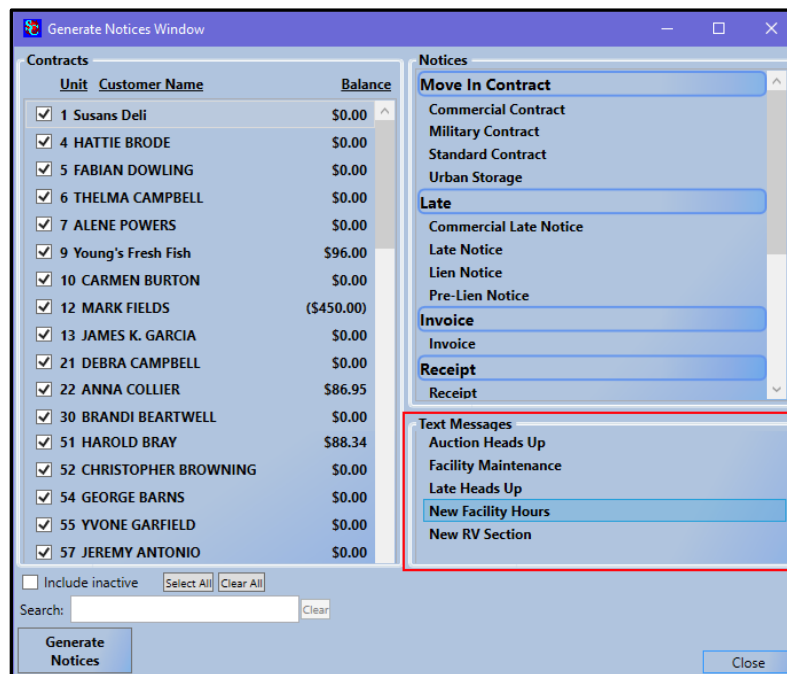 Generate Notices Window
Contracts
Unit Customer Name Balance
1 Susans Deli $0.00
4 HATTIE BRODE $0.00
5 FABIAN DOWLING $0.00
6 THELMA CAMPBELL $0.00
7 ALENE POWERS $0.00
9 Young's Fresh Fish $96.00
10 CARMEN BURTON $0.00
12 MARK FIELDS ($450.00)
13 JAMES K. GARCIA $0.00
21 DEBRA CAMPBELL $0.00
22 ANNA COLLIER $86.95
30 BRANDI BEARTWELL $0.00
51 HAROLD BRAY $88.34
52 CHRISTOPHER BROWNING $0.00
54 GEORGE BARNS $0.00
55 YVONE GARFIELD $0.00
57 JEREMY ANTONIO $0.00
Include inactive Select All Clear All
Search: Clear
Generate
Notices
Notices
Move In Contract
Commercial Contract
Military Contract
Standard Contract
Urban Storage
Late
Commercial Late Notice
Late Notice
Lien Notice
Pre-Lien Notice
Invoice
Invoice
Receipt
Receipt
Text Messages
Auction Heads Up
Facility Maintenance
Late Heads Up
New Facility Hours
New RV Section
Close